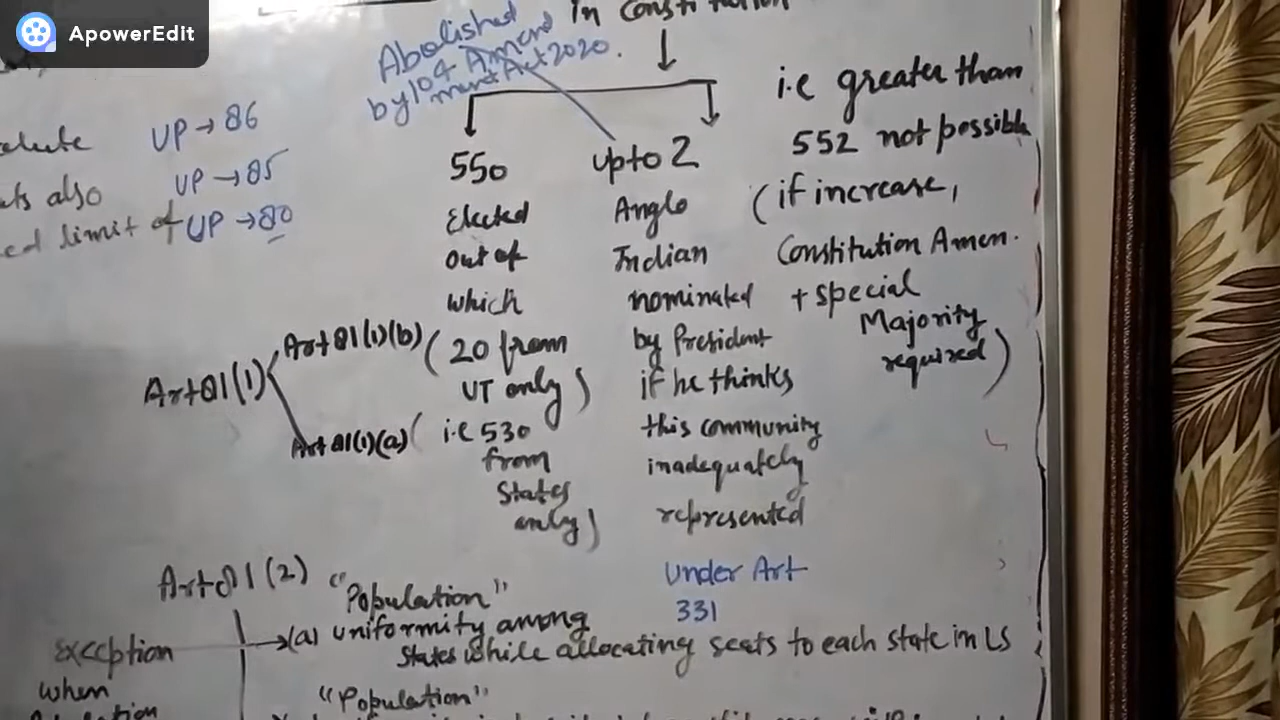 ApowerEdit
in Constitution
Abolished
by 104 Amend
ment Act 2020.
UP → 86
UP → 85
also
limit of UP → 80
550
Elected
out of
which
(20 from
UT only)
(i.e 530
from
States
only)
upto 2
Anglo
Indian
nominated
by President
if he thinks
this community
inadequately
represented
Under Art
331
i.e greater than
552 not possible
(if increase,
Constitution Amen.
+ special
Majority
required)
Art 81(1)
Art 81(1)(b)
Art 81(1)(a)
Art 81(2)
"Population"
→(a) uniformity among
States while allocating seats to each state in LS
exception
when
"Population"